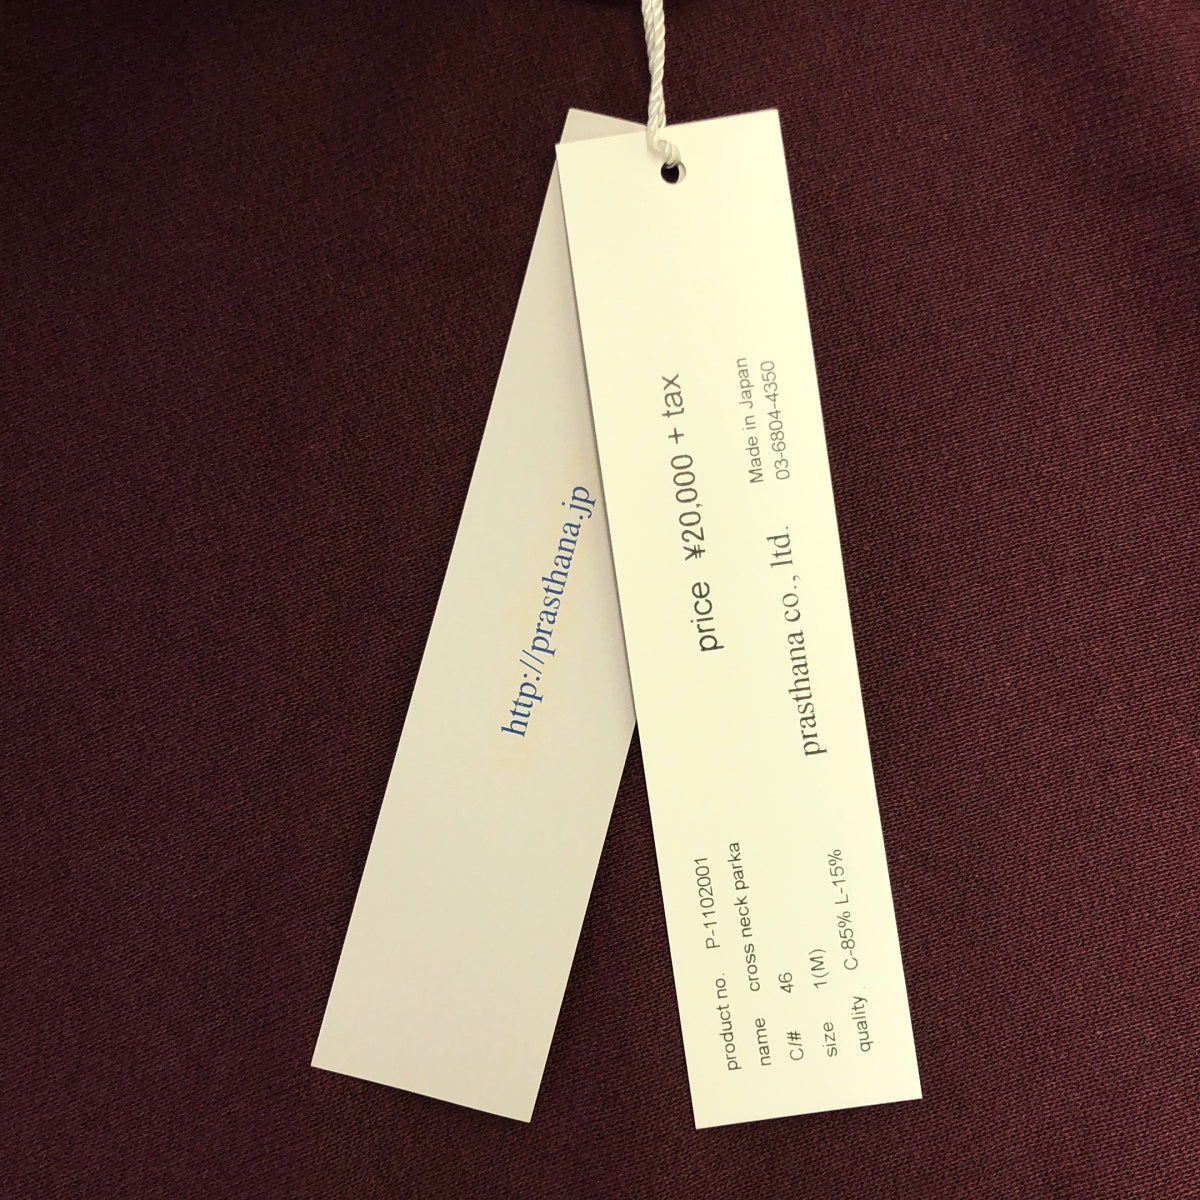 http://prasthana.jp
product no. P-1102001
name cross neck parka
C/# 46
size 1(M)
quality . C-85% L-15%
price ¥20,000 + tax
prasthana co., ltd.
Made in Japan
03-6804-4350